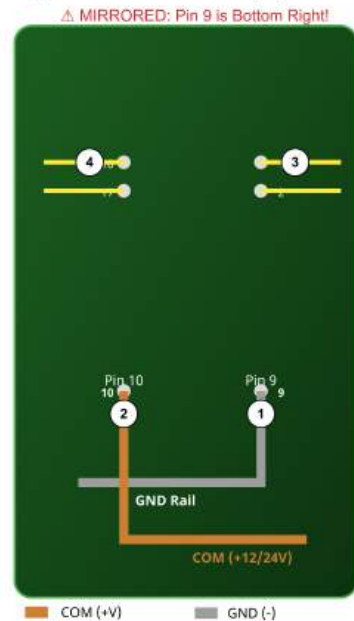 ⚠ MIRRORED: Pin 9 is Bottom Right!
4
3
2
Pin 10
Pin 9
10
9
2
1
GND Rail
COM (+12/24V)
COM (+V)
GND (-)